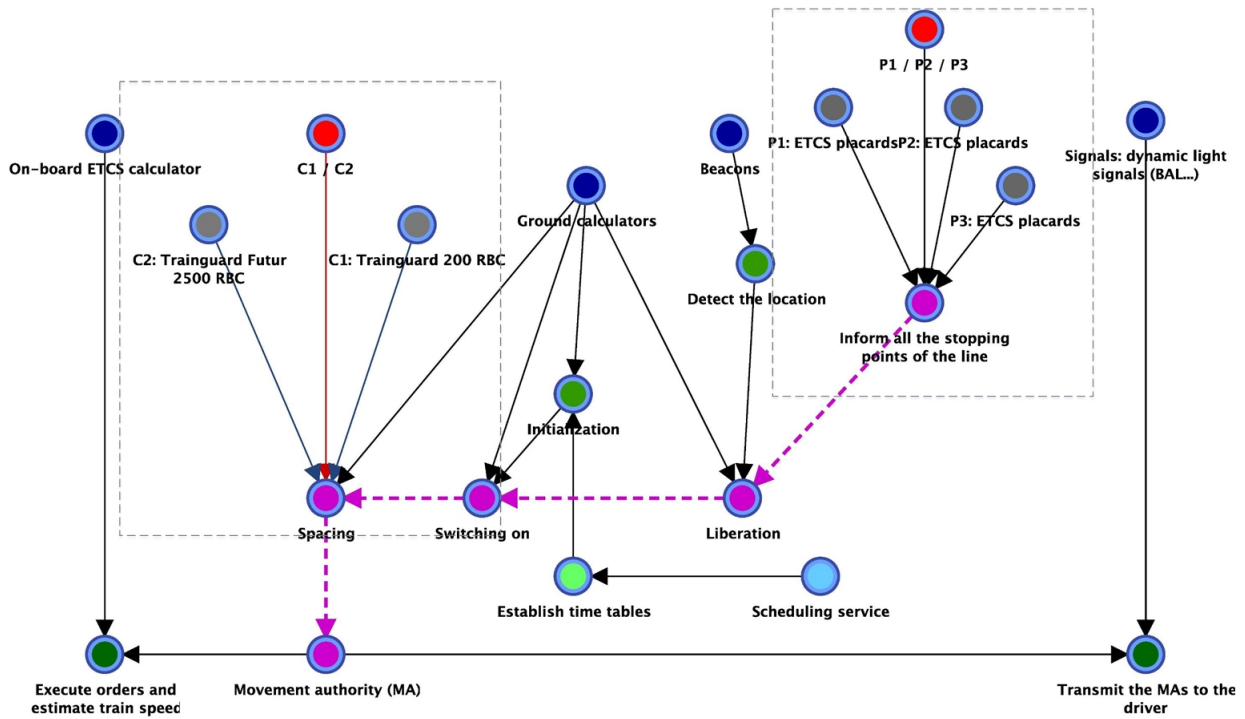 P1 / P2 / P3
P1: ETCS placards
P2: ETCS placards
On-board ETCS calculator
C1 / C2
Beacons
Signals: dynamic light
signals (BAL...)
Ground calculators
P3: ETCS placards
C2: Trainguard Futur
2500 RBC
C1: Trainguard 200 RBC
Detect the location
Inform all the stopping
points of the line
Initialization
Spacing
Switching on
Liberation
Establish time tables
Scheduling service
Execute orders and
estimate train speed
Movement authority (MA)
Transmit the MAs to the
driver